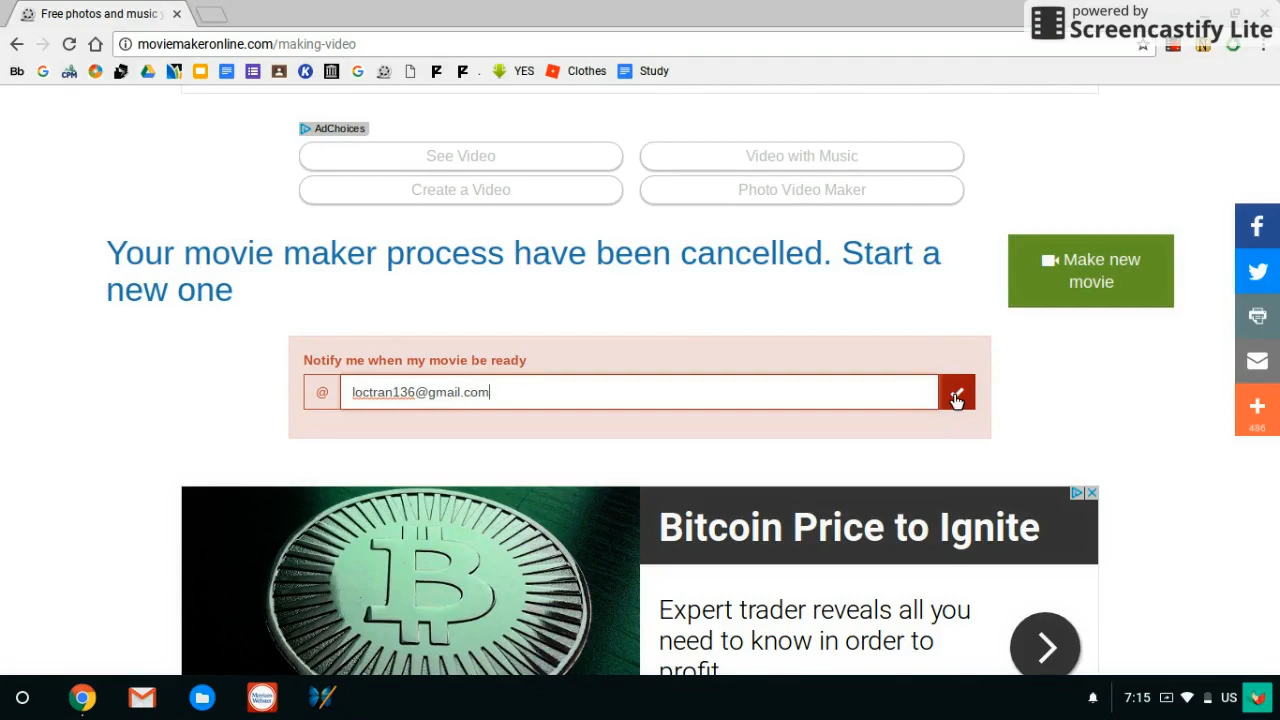 powered by
Screencastify Lite
Free photos and music
moviemakeronline.com/making-video
Bb
G
CPM
K
G
YES
Clothes
Study
AdChoices
See Video
Video with Music
Create a Video
Photo Video Maker
Your movie maker process have been cancelled. Start a
new one
Make new
movie
Notify me when my movie be ready
@
loctran136@gmail.com
486
Bitcoin Price to Ignite
Expert trader reveals all you
need to know in order to
profit
7:15
US